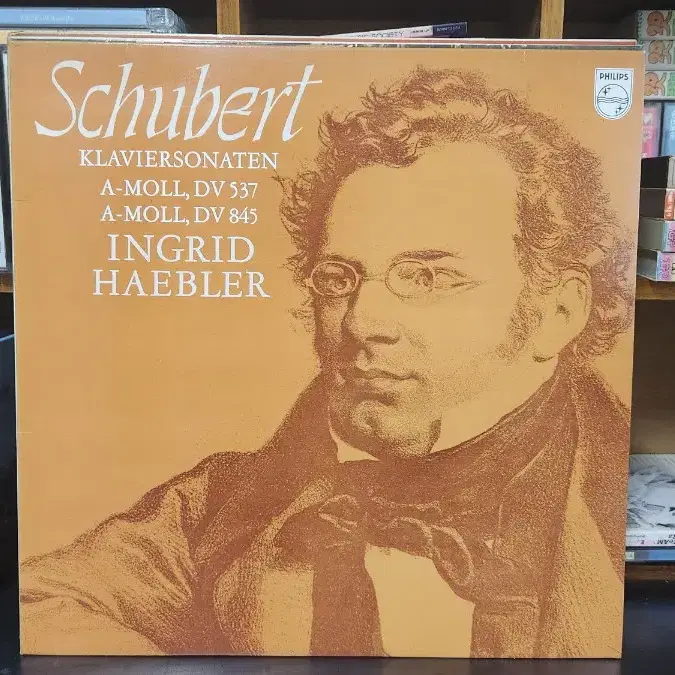 Schubert
KLAVIERSONATEN
A-MOLL, DV 537
A-MOLL, DV 845
INGRID
HAEBLER
PHILIPS